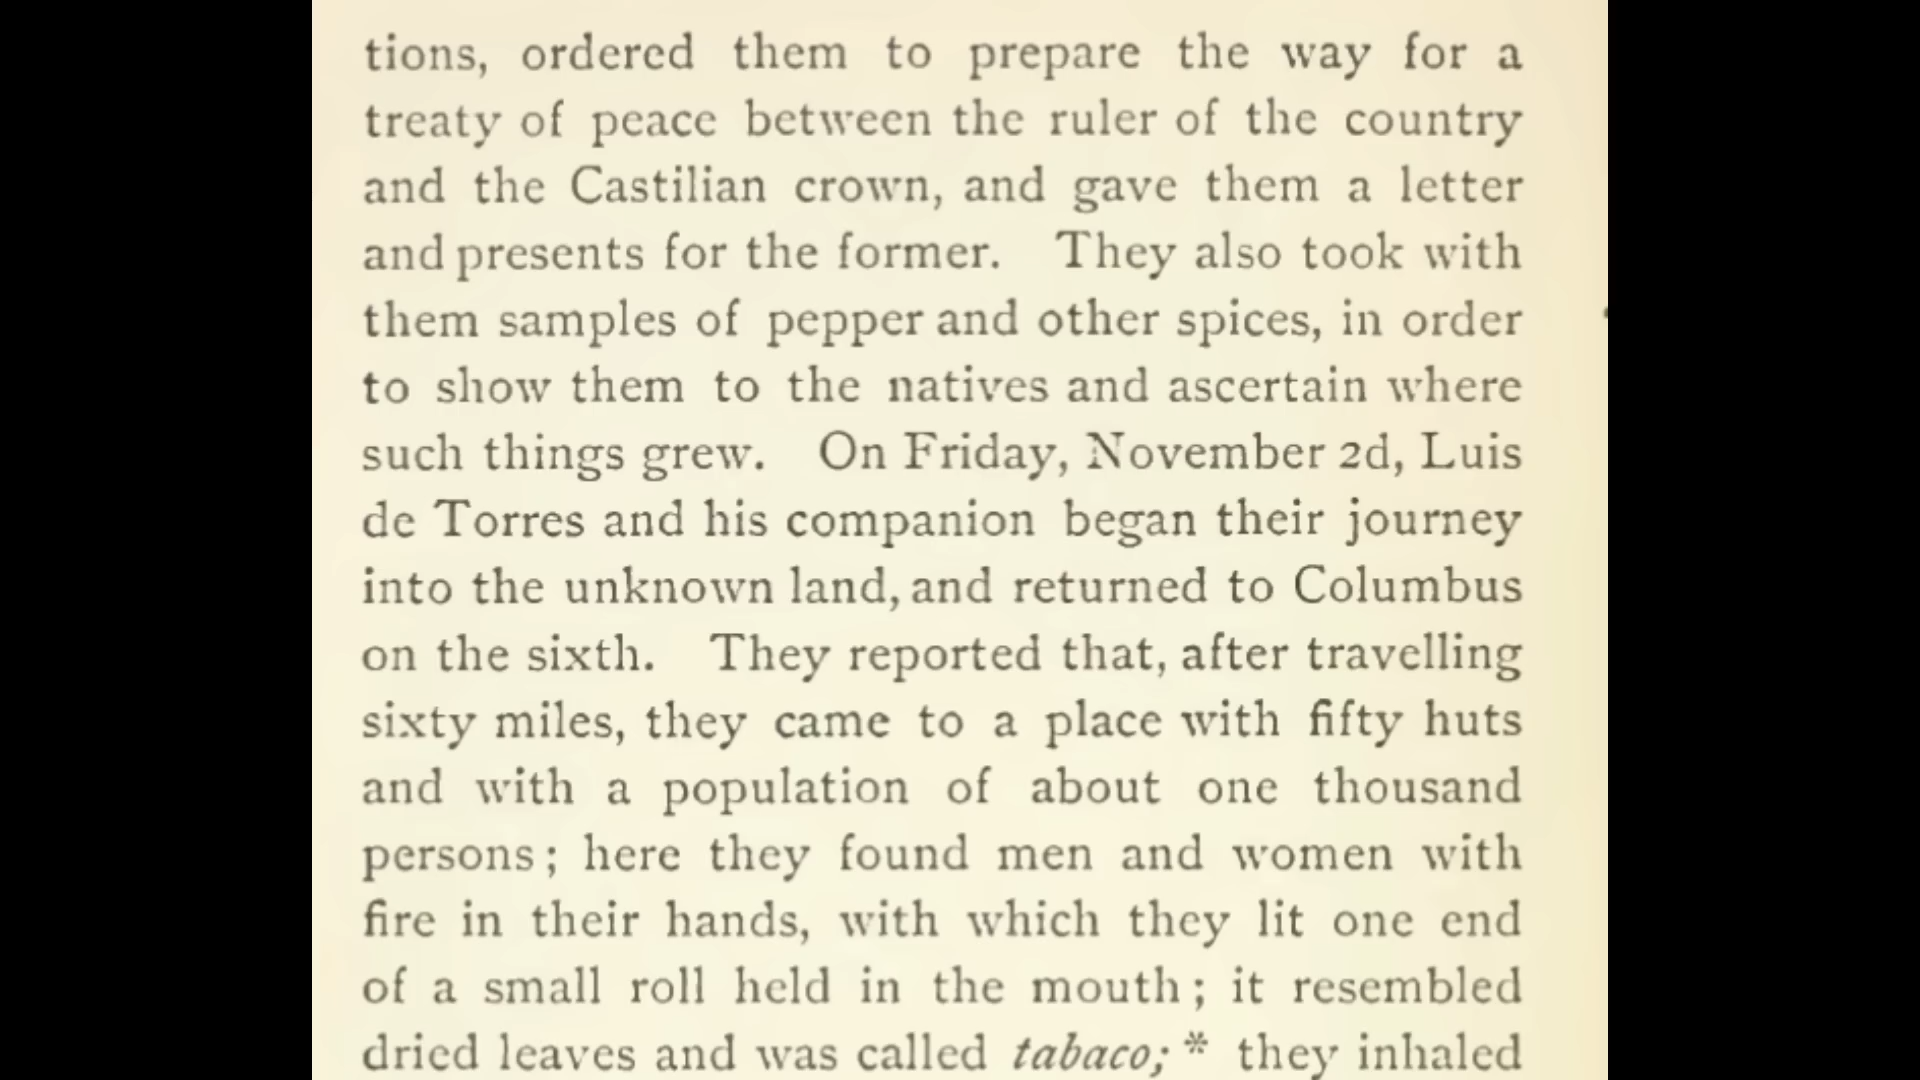 tions, ordered them to prepare the way for a
treaty of peace between the ruler of the country
and the Castilian crown, and gave them a letter
and presents for the former. They also took with
them samples of pepper and other spices, in order
to show them to the natives and ascertain where
such things grew. On Friday, November 2d, Luis
de Torres and his companion began their journey
into the unknown land, and returned to Columbus
on the sixth. They reported that, after travelling
sixty miles, they came to a place with fifty huts
and with a population of about one thousand
persons; here they found men and women with
fire in their hands, with which they lit one end
of a small roll held in the mouth; it resembled
dried leaves and was called tabaco;* they inhaled